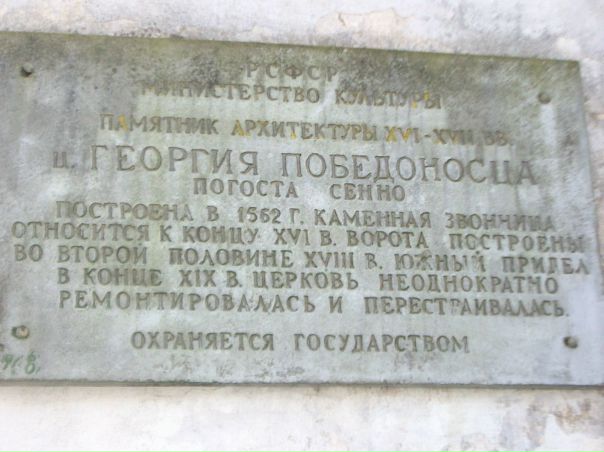 РСФСР
МИНИСТЕРСТВО КУЛЬТУРЫ
ПАМЯТНИК АРХИТЕКТУРЫ XVI-XVII ВВ.
Ц. ГЕОРГИЯ ПОБЕДОНОСЦА
ПОГОСТА СЕННО
ПОСТРОЕНА В 1562 Г. КАМЕННАЯ ЗВОННИЦА
ОТНОСИТСЯ К КОНЦУ XVI В. ВОРОТА ПОСТРОЕНЫ
ВО ВТОРОЙ ПОЛОВИНЕ XVIII В. ЮЖНЫЙ ПРИДЕЛ
В КОНЦЕ XIX В. ЦЕРКОВЬ НЕОДНОКРАТНО
РЕМОНТИРОВАЛАСЬ И ПЕРЕСТРАИВАЛАСЬ.
ОХРАНЯЕТСЯ ГОСУДАРСТВОМ